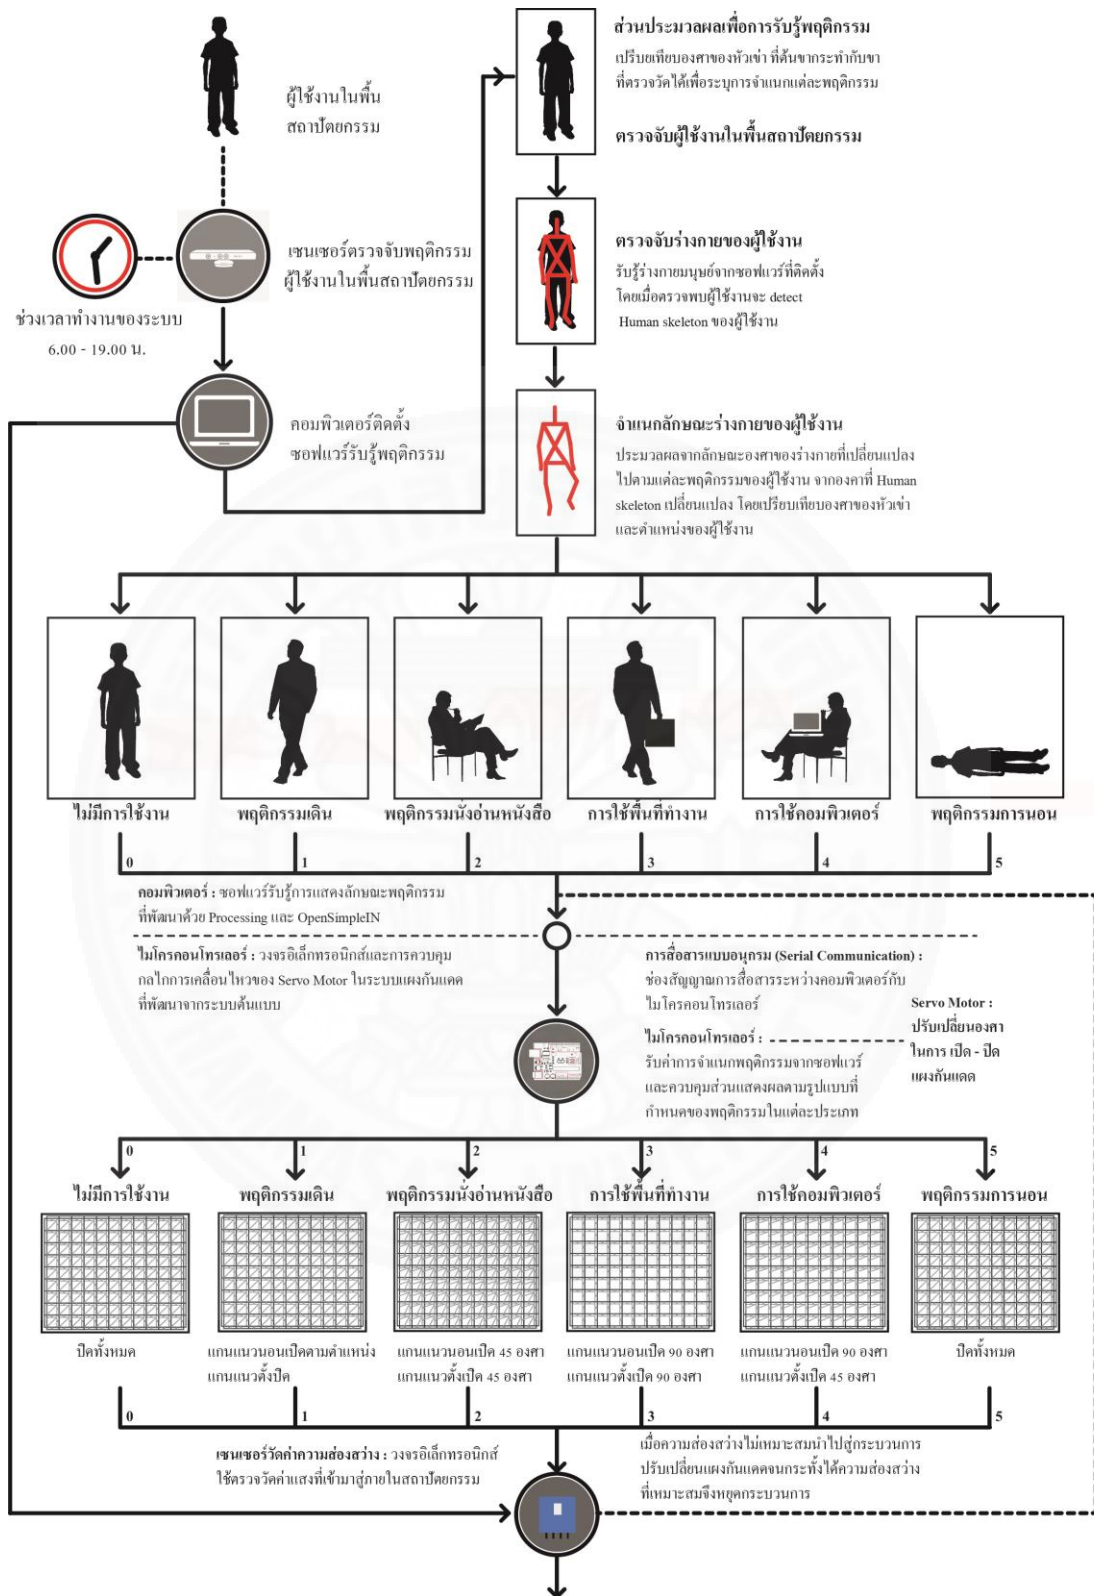 ผู้ใช้งานในพื้น
สถาปัตยกรรม
เซนเซอร์ตรวจจับพฤติกรรม
ผู้ใช้งานในพื้นสถาปัตยกรรม
ช่วงเวลาทำงานของระบบ
6.00 - 19.00 น.
คอมพิวเตอร์ติดตั้ง
ซอฟแวร์รับรู้พฤติกรรม
ส่วนประมวลผลเพื่อการรับรู้พฤติกรรม
เปรียบเทียบองศาของหัวเข่า ที่ต้นขากระทำกับขา
ที่ตรวจวัดได้เพื่อระบุการจำแนกแต่ละพฤติกรรม
ตรวจจับผู้ใช้งานในพื้นสถาปัตยกรรม
ตรวจจับร่างกายของผู้ใช้งาน
รับรู้ร่างกายมนุษย์จากซอฟแวร์ที่ติดตั้ง
โดยเมื่อตรวจพบผู้ใช้งานจะ detect
Human skeleton ของผู้ใช้งาน
จำแนกลักษณะร่างกายของผู้ใช้งาน
ประมวลผลจากลักษณะองศาของร่างกายที่เปลี่ยนแปลง
ไปตามแต่ละพฤติกรรมของผู้ใช้งาน จากองศาที่ Human
skeleton เปลี่ยนแปลง โดยเปรียบเทียบองศาของหัวเข่า
และตำแหน่งของผู้ใช้งาน
ไม่มีการใช้งาน
พฤติกรรมเดิน
พฤติกรรมนั่งอ่านหนังสือ
การใช้พื้นที่ทำงาน
การใช้คอมพิวเตอร์
พฤติกรรมการนอน
0
1
2
3
4
5
คอมพิวเตอร์ : ซอฟแวร์รับรู้การแสดงลักษณะพฤติกรรม
ที่พัฒนาด้วย Processing และ OpenSimpleIN
ไมโครคอนโทรเลอร์ : วงจรอิเล็กทรอนิกส์และการควบคุม
กลไกการเคลื่อนไหวของ Servo Motor ในระบบแผงกันแดด
ที่พัฒนาจากระบบต้นแบบ
การสื่อสารแบบอนุกรม (Serial Communication) :
ช่องสัญญาณการสื่อสารระหว่างคอมพิวเตอร์กับ
ไมโครคอนโทรเลอร์
ไมโครคอนโทรเลอร์ :
รับค่าการจำแนกพฤติกรรมจากซอฟแวร์
และควบคุมส่วนแสดงผลตามรูปแบบที่
กำหนดของพฤติกรรมในแต่ละประเภท
Servo Motor :
ปรับเปลี่ยนองศา
ในการ เปิด - ปิด
แผงกันแดด
0
1
2
3
4
5
ไม่มีการใช้งาน
พฤติกรรมเดิน
พฤติกรรมนั่งอ่านหนังสือ
การใช้พื้นที่ทำงาน
การใช้คอมพิวเตอร์
พฤติกรรมการนอน
ปิดทั้งหมด
แกนแนวนอนเปิดตามตำแหน่ง
แกนแนวตั้งปิด
แกนแนวนอนเปิด 45 องศา
แกนแนวตั้งเปิด 45 องศา
แกนแนวนอนเปิด 90 องศา
แกนแนวตั้งเปิด 90 องศา
แกนแนวนอนเปิด 90 องศา
แกนแนวตั้งเปิด 45 องศา
ปิดทั้งหมด
0
1
2
3
4
5
เซนเซอร์วัดค่าความส่องสว่าง : วงจรอิเล็กทรอนิกส์
ใช้ตรวจวัดค่าแสงที่เข้ามาสู่ภายในสถาปัตยกรรม
เมื่อความส่องสว่างไม่เหมาะสมนำไปสู่กระบวนการ
ปรับเปลี่ยนแผงกันแดดจนกระทั่งได้ความส่องสว่าง
ที่เหมาะสมจึงหยุดกระบวนการ